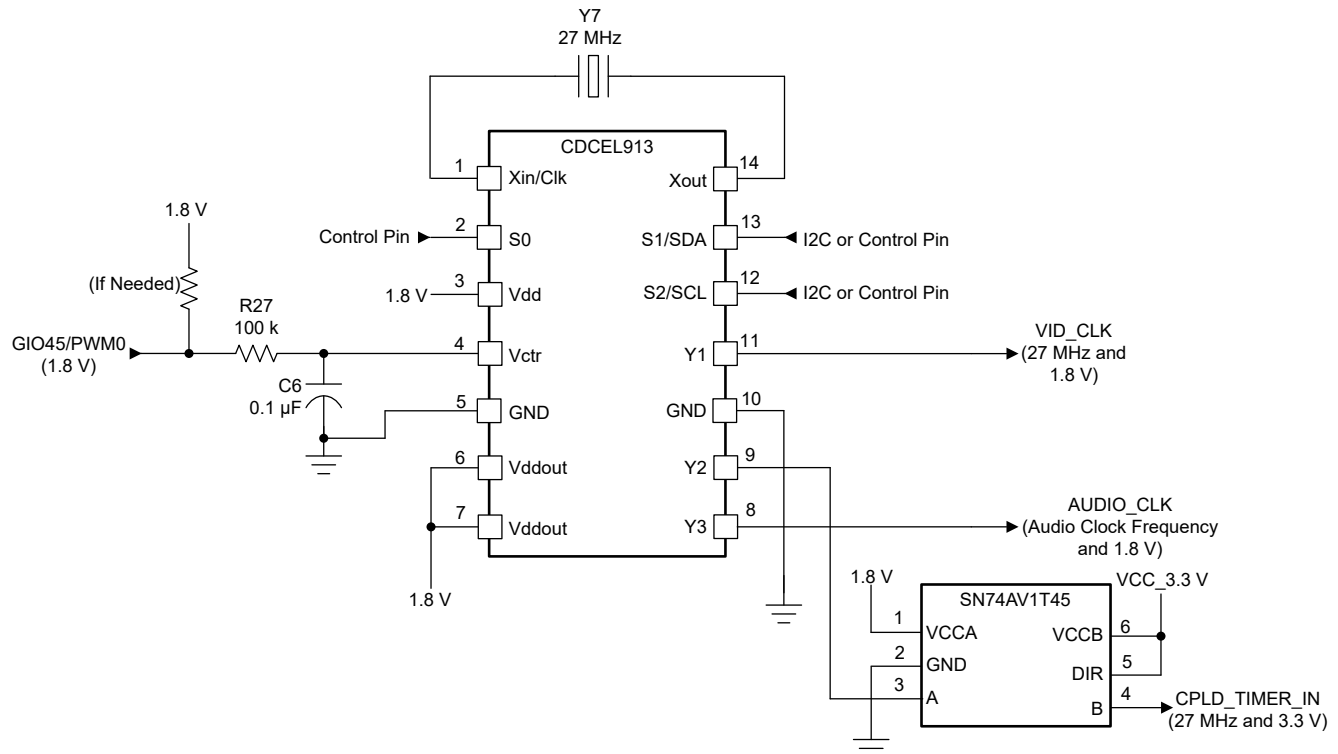 Y7
27 MHz
CDCEL913
1
Xin/Clk
14
Xout
1.8 V
Control Pin
2
S0
13
S1/SDA
I2C or Control Pin
(If Needed)
3
1.8 V
Vdd
12
S2/SCL
I2C or Control Pin
R27
100 k
GIO45/PWM0
(1.8 V)
4
Vctr
11
Y1
VID_CLK
(27 MHz and
1.8 V)
C6
0.1 µF
5
GND
10
GND
6
Vddout
9
Y2
7
Vddout
8
Y3
AUDIO_CLK
(Audio Clock Frequency
and 1.8 V)
1.8 V
1.8 V
SN74AV1T45
VCC_3.3 V
1
VCCA
6
VCCB
2
GND
5
DIR
3
A
4
B
CPLD_TIMER_IN
(27 MHz and 3.3 V)